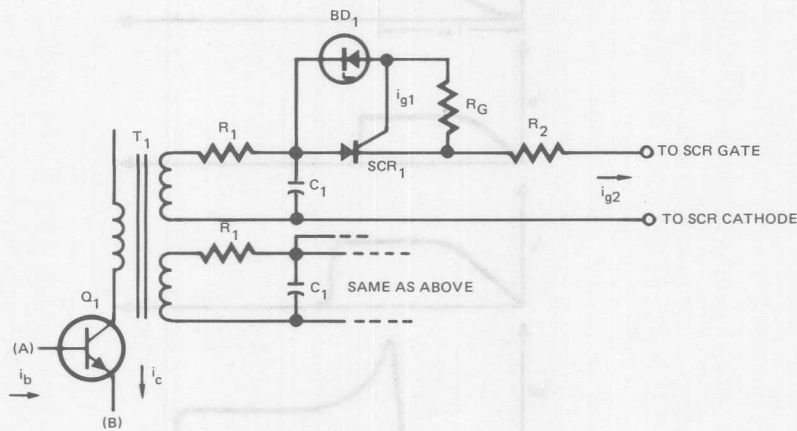 BD1
ig1
RG
R1
R2
T1
TO SCR GATE
SCR1
C1
ig2
TO SCR CATHODE
R1
C1
SAME AS ABOVE
Q1
(A)
ib
ic
(B)